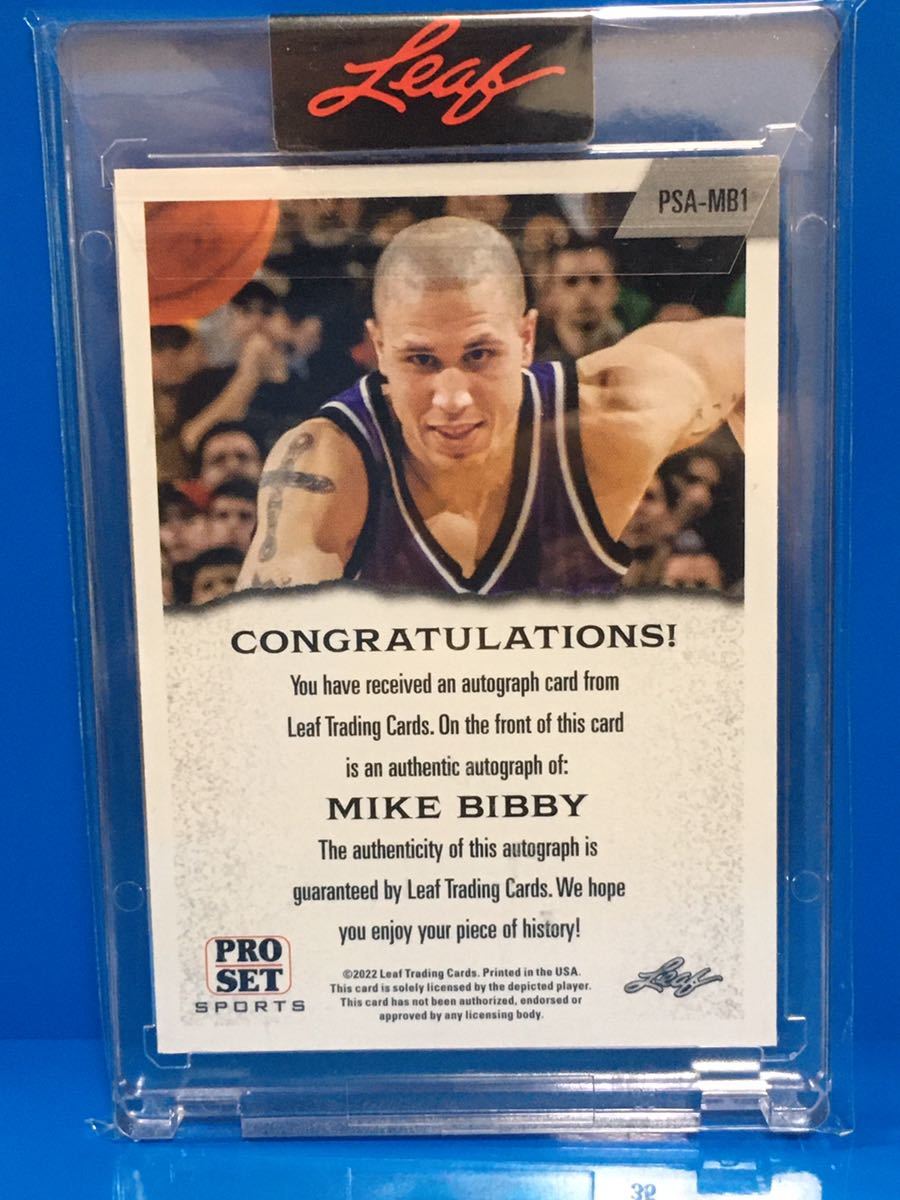 Leaf
PSA-MB1
CONGRATULATIONS!
You have received an autograph card from
Leaf Trading Cards. On the front of this card
is an authentic autograph of:
MIKE BIBBY
The authenticity of this autograph is
guaranteed by Leaf Trading Cards. We hope
you enjoy your piece of history!
PRO
SET
SPORTS
©2022 Leaf Trading Cards. Printed in the USA.
This card is solely licensed by the depicted player.
This card has not been authorized, endorsed or
approved by any licensing body.
Leaf